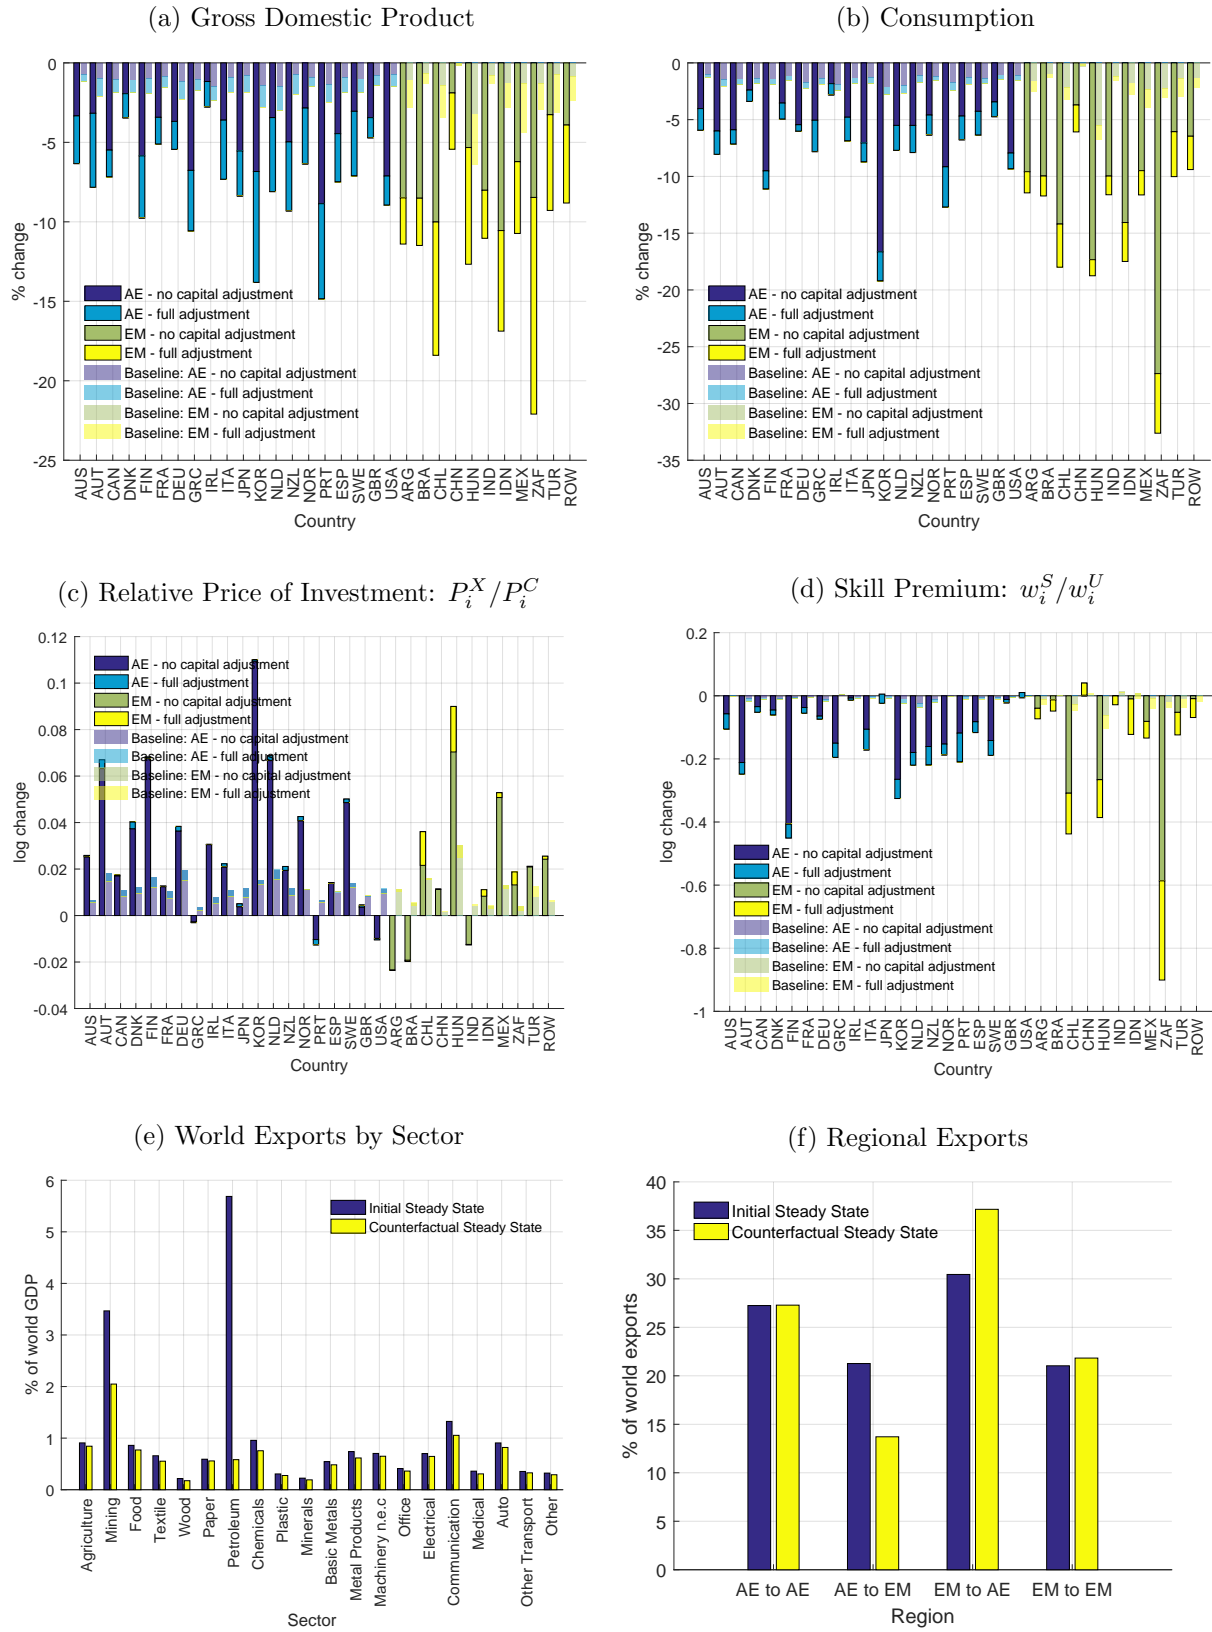 (a) Gross Domestic Product
0
-5
-10
-15
-20
-25
% change
AE - no capital adjustment
AE - full adjustment
EM - no capital adjustment
EM - full adjustment
Baseline: AE - no capital adjustment
Baseline: AE - full adjustment
Baseline: EM - no capital adjustment
Baseline: EM - full adjustment
AUS AUT CAN DNK FIN FRA DEU GRC IRL ITA JPN KOR NLD NZL NOR PRT ESP SWE GBR USA ARG BRA CHL CHN HUN IND IDN MEX ZAF TUR ROW
Country
(b) Consumption
0
-5
-10
-15
-20
-25
-30
-35
% change
AE - no capital adjustment
AE - full adjustment
EM - no capital adjustment
EM - full adjustment
Baseline: AE - no capital adjustment
Baseline: AE - full adjustment
Baseline: EM - no capital adjustment
Baseline: EM - full adjustment
AUS AUT CAN DNK FIN FRA DEU GRC IRL ITA JPN KOR NLD NZL NOR PRT ESP SWE GBR USA ARG BRA CHL CHN HUN IND IDN MEX ZAF TUR ROW
Country
(c) Relative Price of Investment: P_i^X/P_i^C
0.12
0.1
0.08
0.06
0.04
0.02
0
-0.02
-0.04
log change
AE - no capital adjustment
AE - full adjustment
EM - no capital adjustment
EM - full adjustment
Baseline: AE - no capital adjustment
Baseline: AE - full adjustment
Baseline: EM - no capital adjustment
Baseline: EM - full adjustment
AUS AUT CAN DNK FIN FRA DEU GRC IRL ITA JPN KOR NLD NZL NOR PRT ESP SWE GBR USA ARG BRA CHL CHN HUN IND IDN MEX ZAF TUR ROW
Country
(d) Skill Premium: w_i^S/w_i^U
0.2
0
-0.2
-0.4
-0.6
-0.8
-1
log change
AE - no capital adjustment
AE - full adjustment
EM - no capital adjustment
EM - full adjustment
Baseline: AE - no capital adjustment
Baseline: AE - full adjustment
Baseline: EM - no capital adjustment
Baseline: EM - full adjustment
AUS AUT CAN DNK FIN FRA DEU GRC IRL ITA JPN KOR NLD NZL NOR PRT ESP SWE GBR USA ARG BRA CHL CHN HUN IND IDN MEX ZAF TUR ROW
Country
(e) World Exports by Sector
6
5
4
3
2
1
0
% of world GDP
Initial Steady State
Counterfactual Steady State
Agriculture
Mining
Food
Textile
Wood
Paper
Petroleum
Chemicals
Plastic
Minerals
Basic Metals
Metal Products
Machinery n.e.c
Office
Electrical
Communication
Medical
Auto
Other Transport
Other
Sector
(f) Regional Exports
40
35
30
25
20
15
10
5
0
% of world exports
Initial Steady State
Counterfactual Steady State
AE to AE AE to EM EM to AE EM to EM
Region